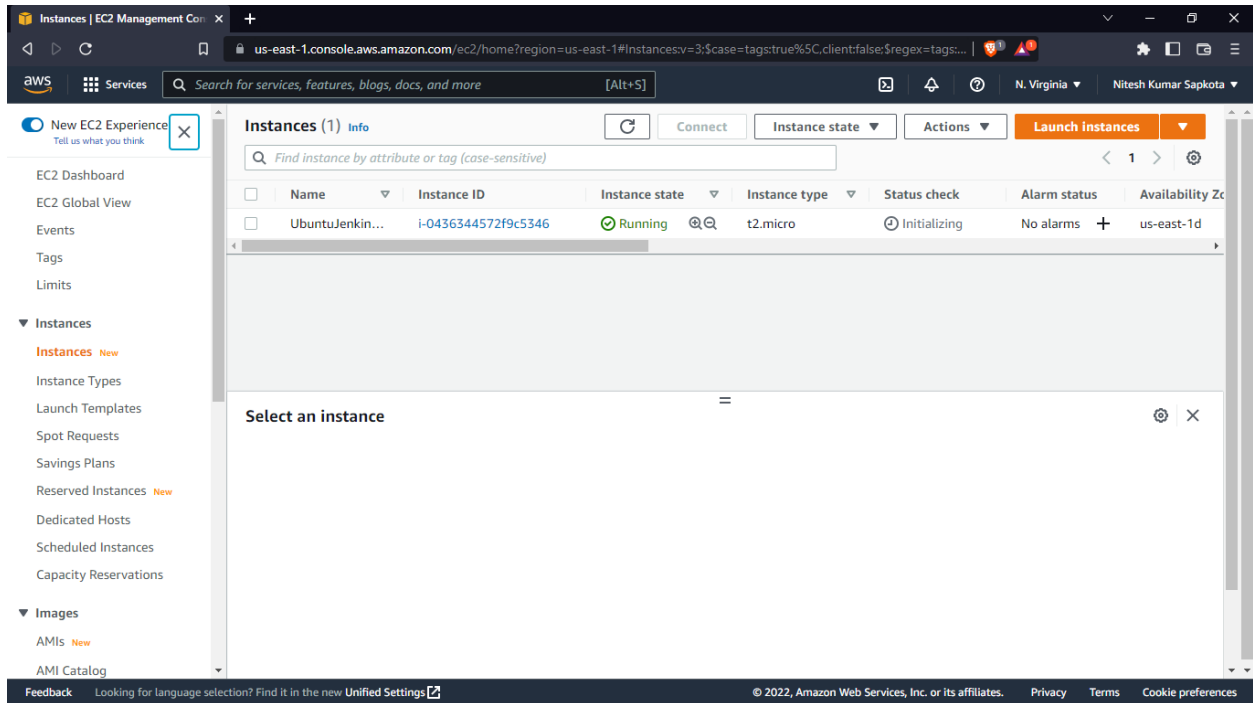 Instances | EC2 Management Con
us-east-1.console.aws.amazon.com/ec2/home?region=us-east-1#Instances:v=3;$case=tags:true%5C,client:false;$regex=tags:...
aws Services Search for services, features, blogs, docs, and more [Alt+S] N. Virginia Nitesh Kumar Sapkota
New EC2 Experience
Tell us what you think
EC2 Dashboard
EC2 Global View
Events
Tags
Limits
Instances
Instances New
Instance Types
Launch Templates
Spot Requests
Savings Plans
Reserved Instances New
Dedicated Hosts
Scheduled Instances
Capacity Reservations
Images
AMIs New
AMI Catalog
Instances (1) Info Connect Instance state Actions Launch instances
Find instance by attribute or tag (case-sensitive) 1
Name Instance ID Instance state Instance type Status check Alarm status Availability Zo
UbuntuJenkin... i-0436344572f9c5346 Running t2.micro Initializing No alarms us-east-1d
Select an instance
Feedback Looking for language selection? Find it in the new Unified Settings © 2022, Amazon Web Services, Inc. or its affiliates. Privacy Terms Cookie preferences